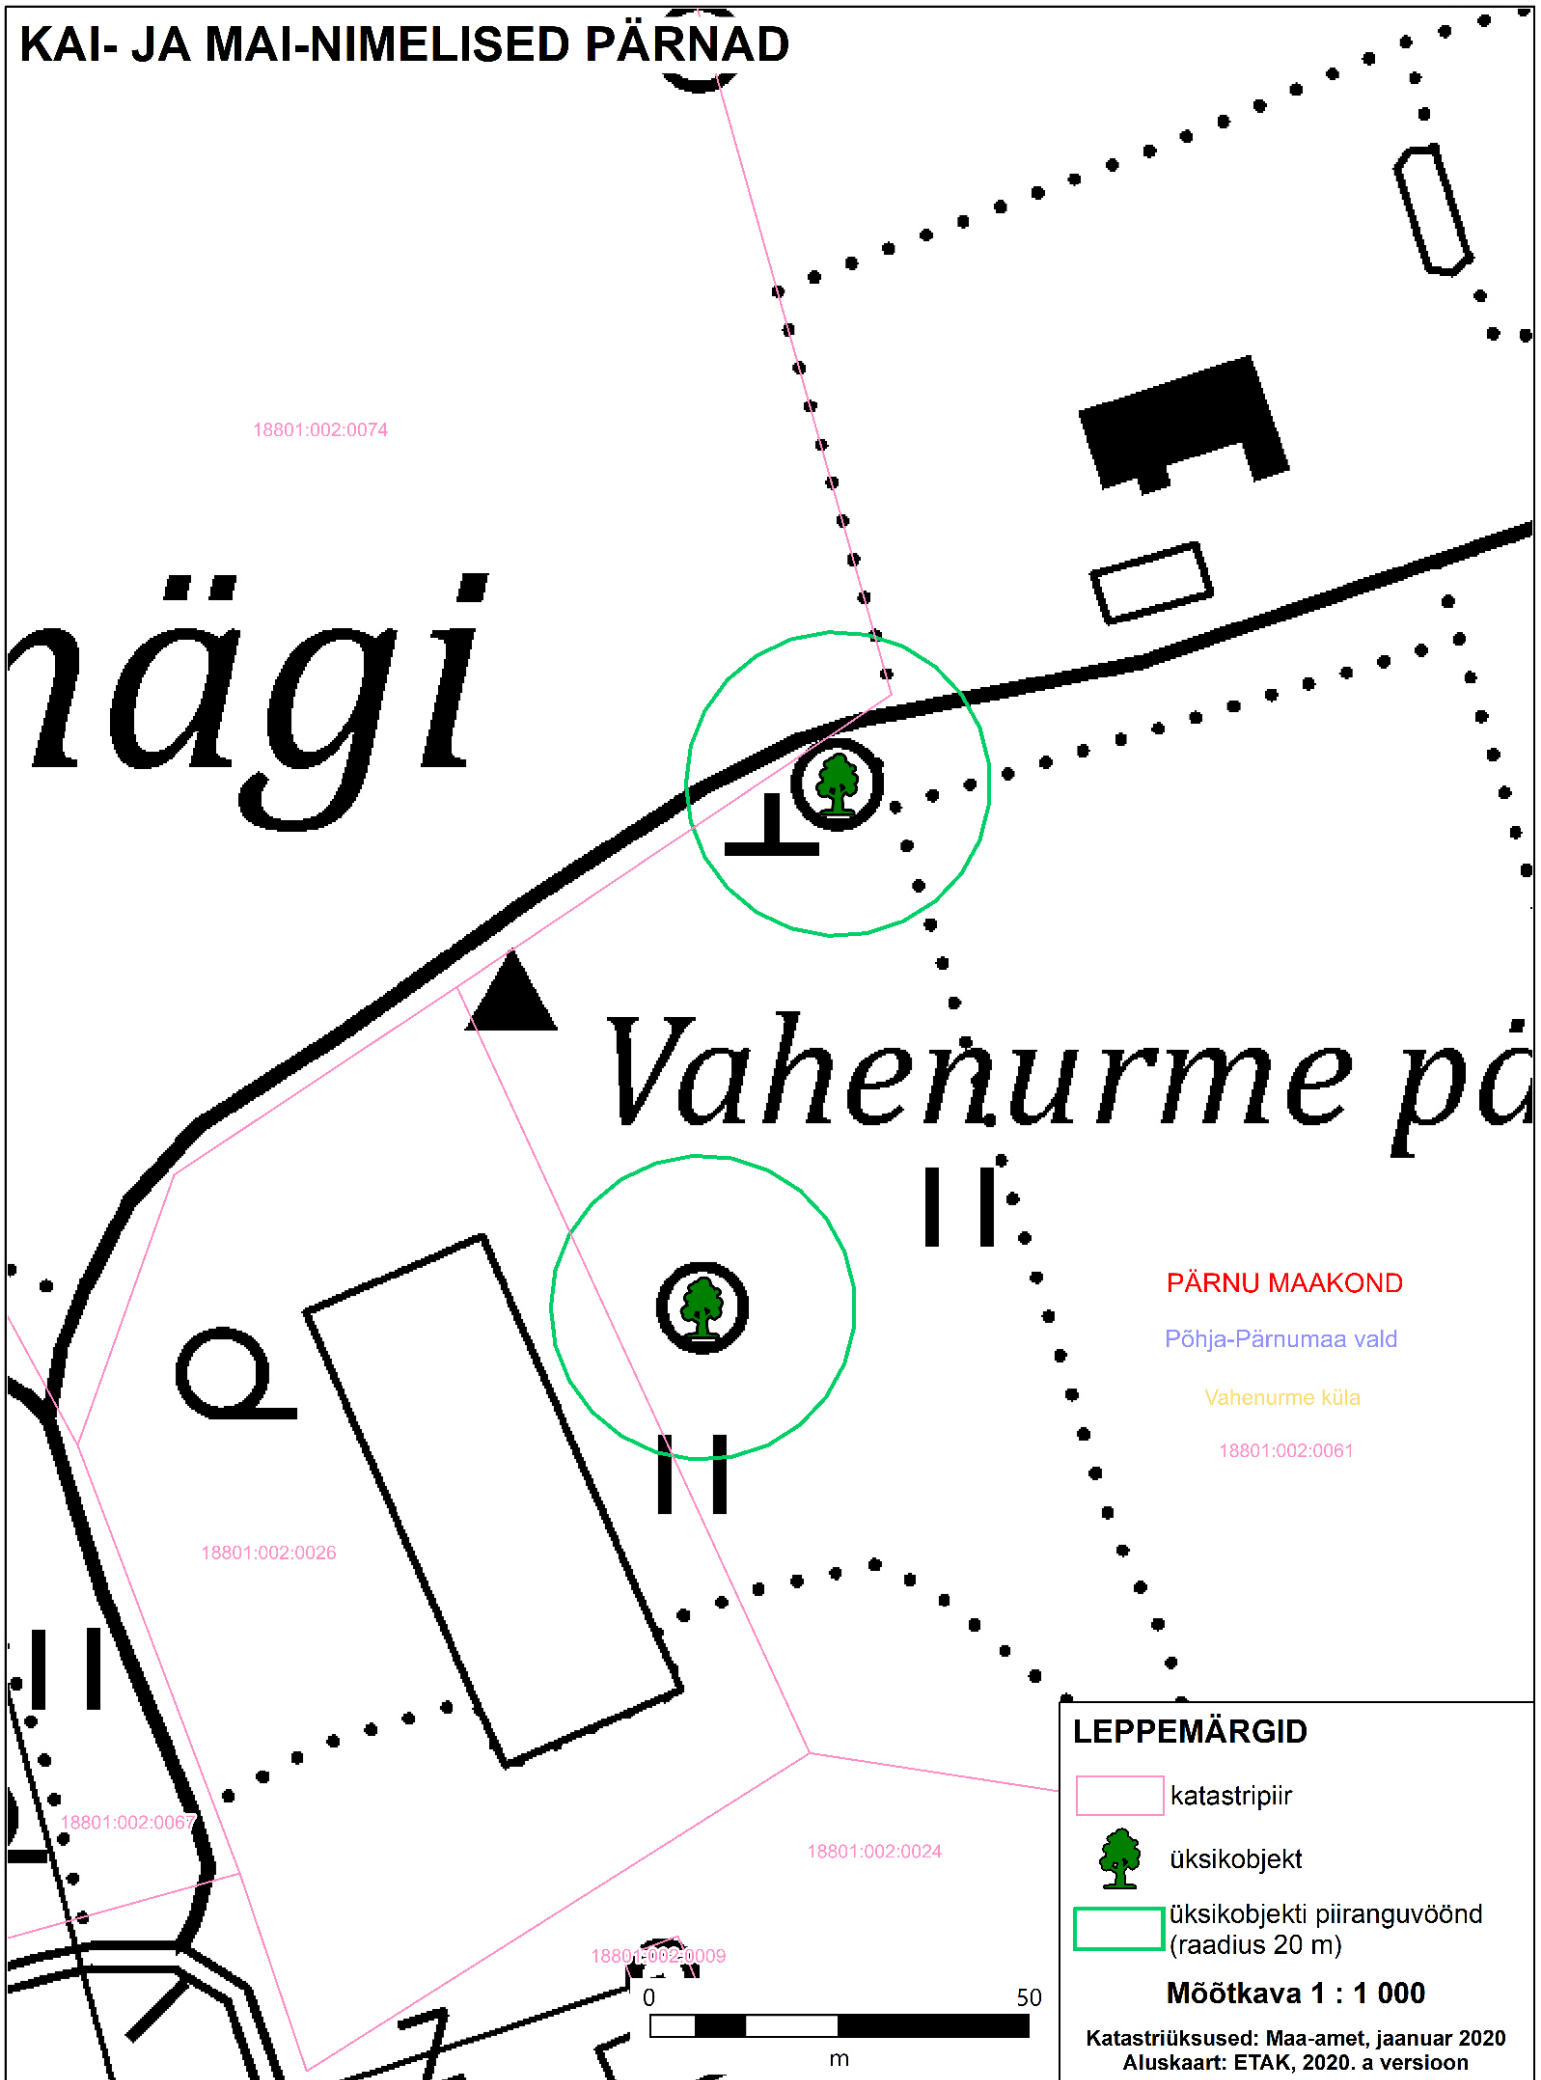 KAI- JA MAI-NIMELISED PÄRNAD
18801:002:0074
nägi
Vahenurme pä
PÄRNU MAAKOND
Põhja-Pärnumaa vald
Vahenurme küla
18801:002:0061
18801:002:0026
18801:002:0067
18801:002:0024
18801:002:0009
LEPPEMÄRGID
katastripiir
üksikobjekt
üksikobjekti piiranguvöönd
(raadius 20 m)
Mõõtkava 1 : 1 000
0 50
m
Katastriüksused: Maa-amet, jaanuar 2020
Aluskaart: ETAK, 2020. a versioon